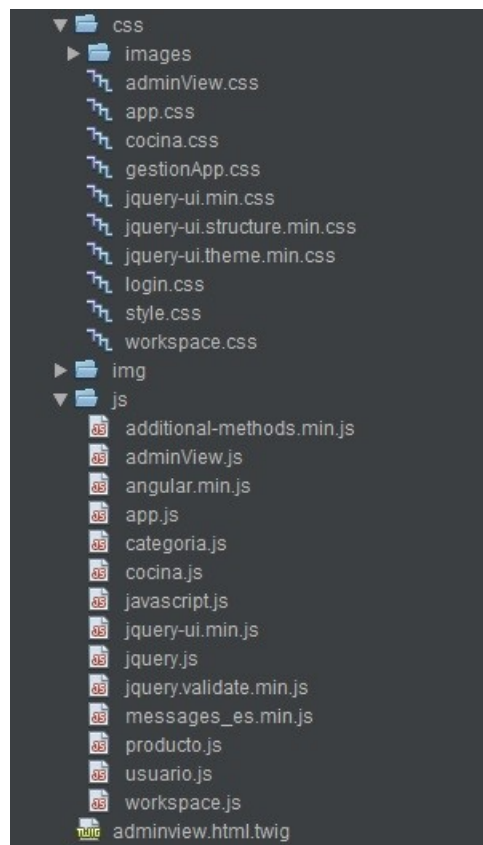 css
images
adminView.css
app.css
cocina.css
gestionApp.css
jquery-ui.min.css
jquery-ui.structure.min.css
jquery-ui.theme.min.css
login.css
style.css
workspace.css
img
js
additional-methods.min.js
adminView.js
angular.min.js
app.js
categoria.js
cocina.js
javascript.js
jquery-ui.min.js
jquery.js
jquery.validate.min.js
messages_es.min.js
producto.js
usuario.js
workspace.js
adminview.html.twig